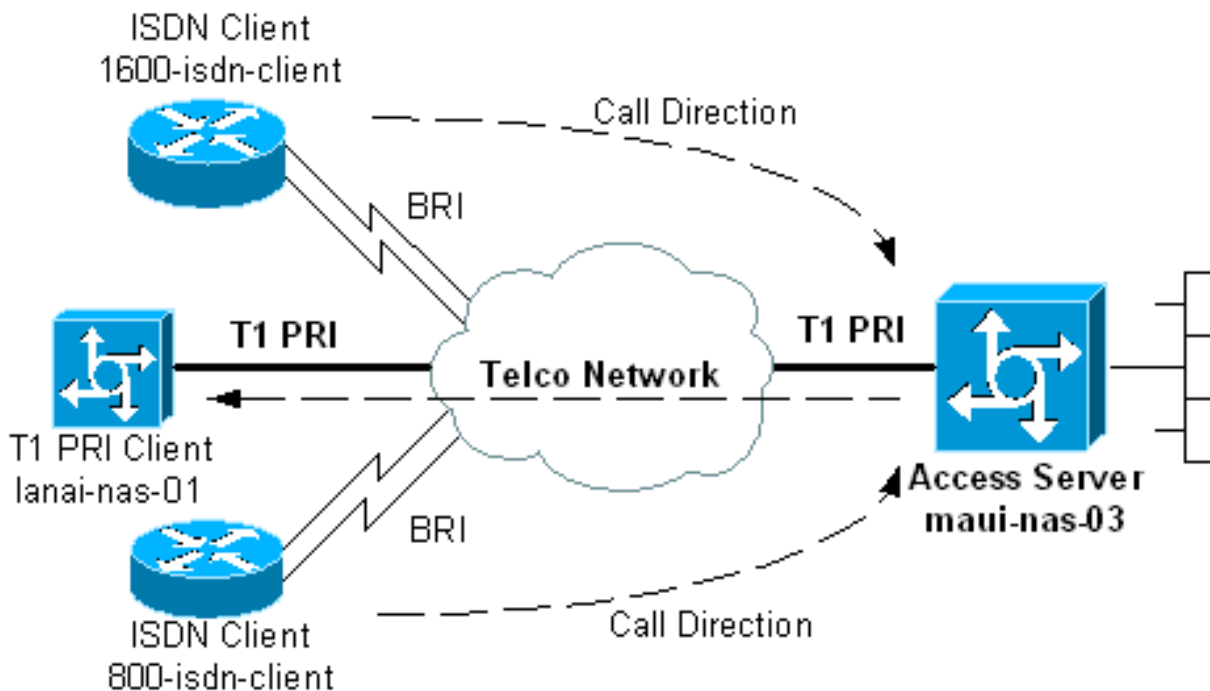 ISDN Client
1600-isdn-client
Call Direction
BRI
T1 PRI
T1 PRI
Telco Network
T1 PRI Client
lanai-nas-01
Access Server
maui-nas-03
BRI
Call Direction
ISDN Client
800-isdn-client